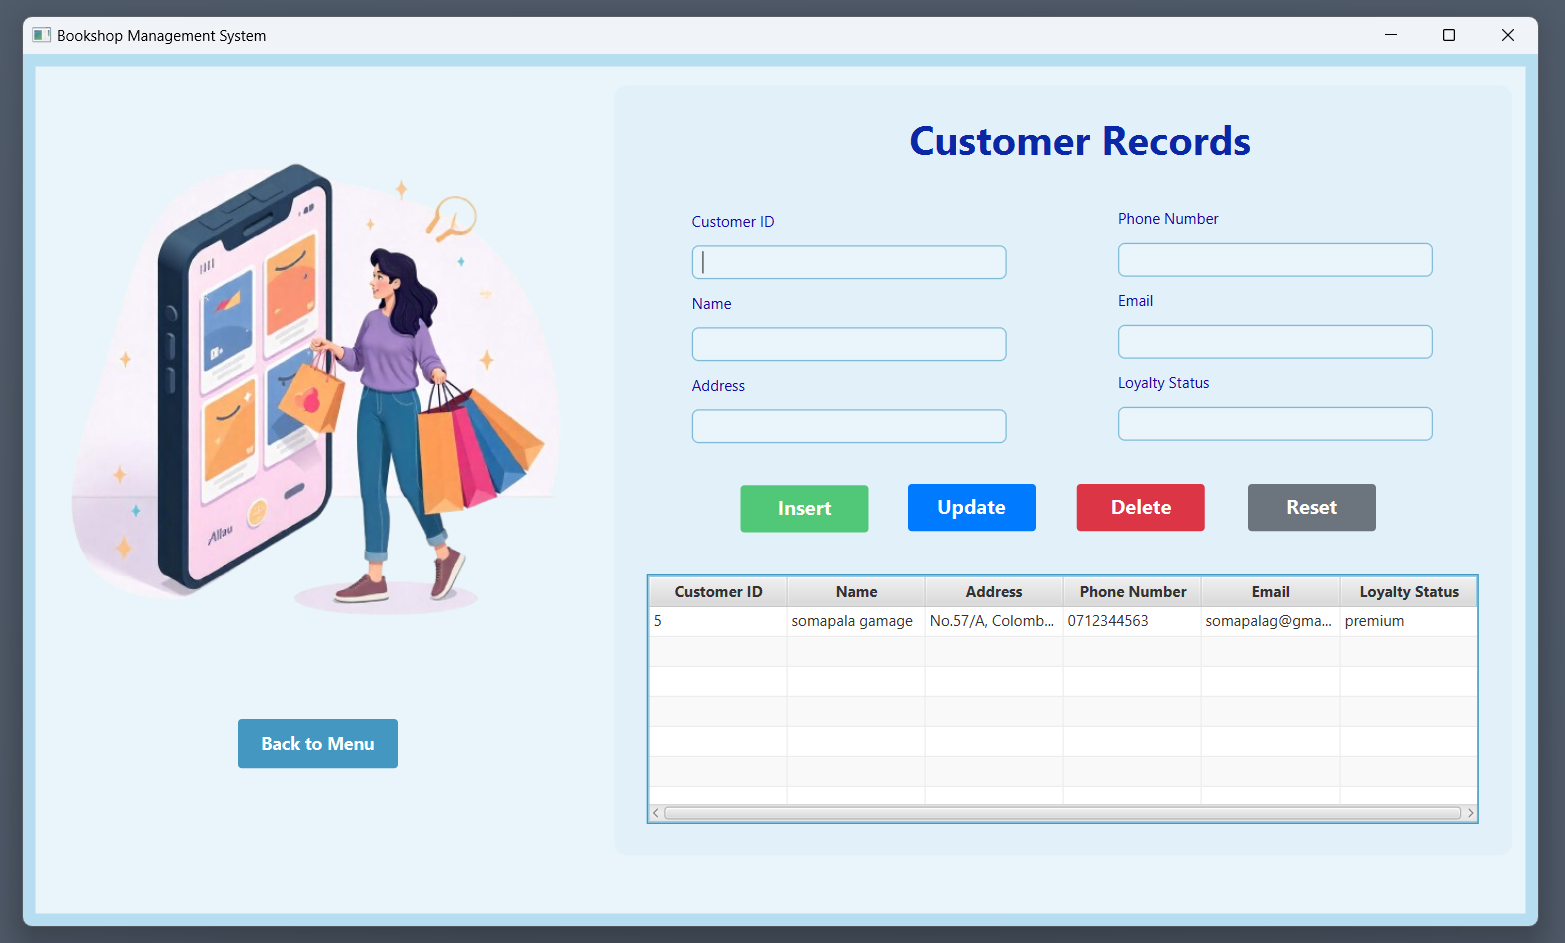 Bookshop Management System
Customer Records
Customer ID
Phone Number
Name
Email
Address
Loyalty Status
Insert Update Delete Reset
Customer ID Name Address Phone Number Email Loyalty Status
5 somapala gamage No.57/A, Colomb... 0712344563 somapalag@gma... premium
Allau
Back to Menu